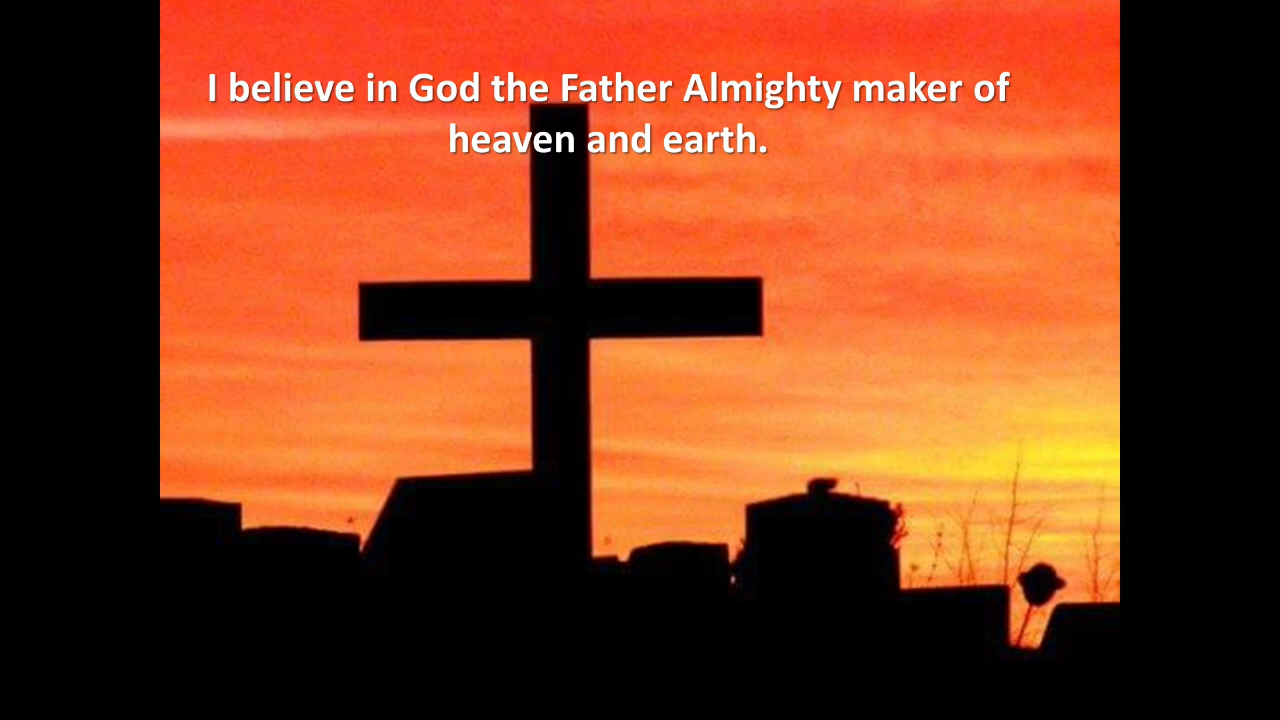 I believe in God the Father Almighty maker of
heaven and earth.